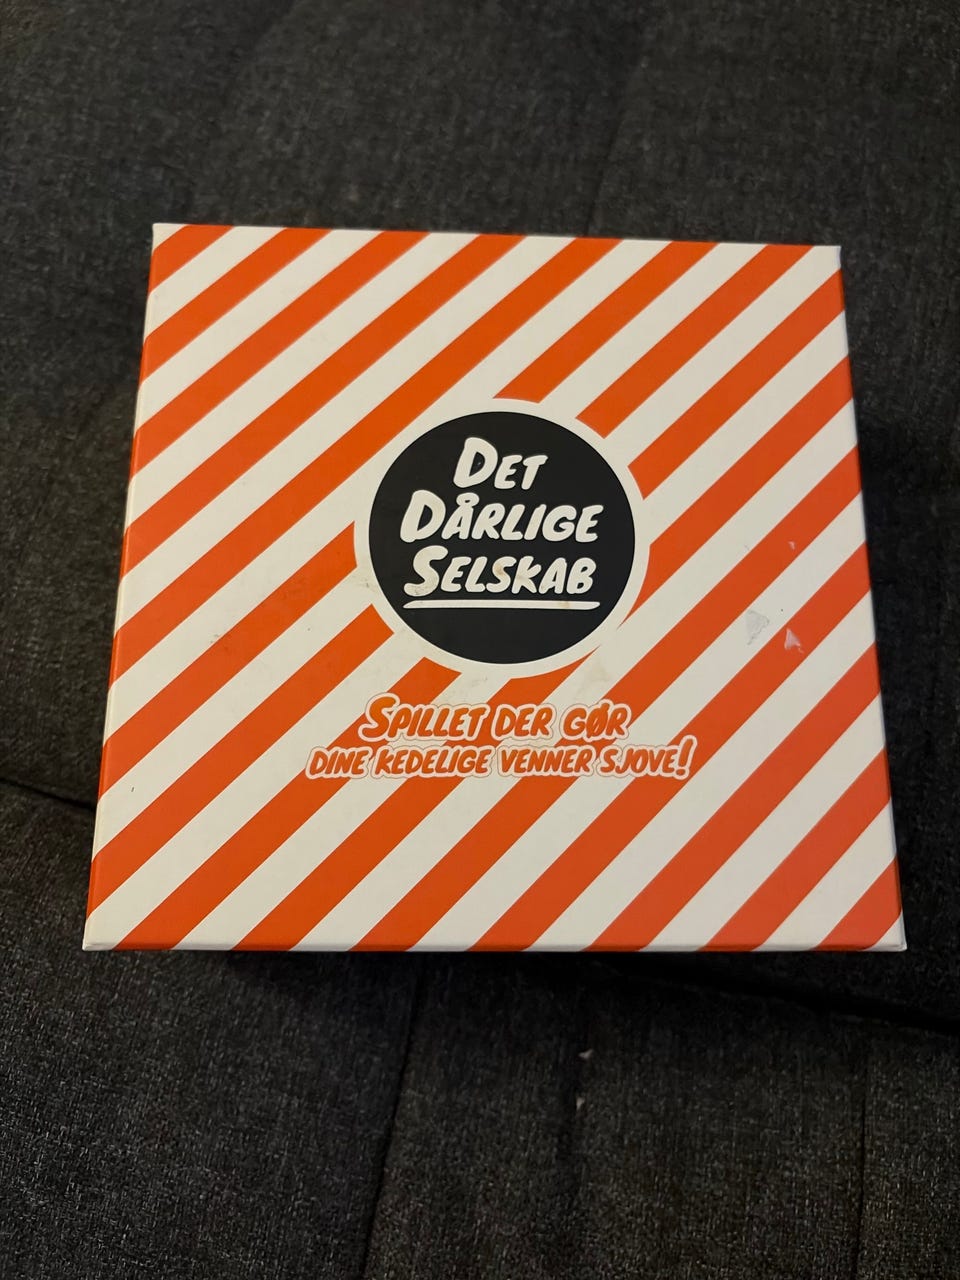 Det
Dårlige
Selskab
Spillet der gør
dine kedelige venner sjove!